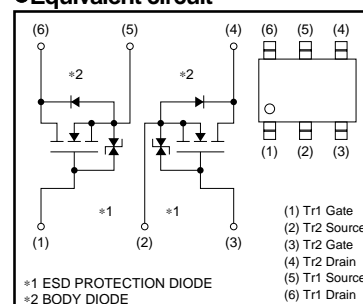 ●Equivalent circuit
(6) (5) (4) (6) (5) (4)
∗2 ∗2
(1) (2) (3)
∗1 ∗1
(1) (2) (3)
(1) Tr1 Gate
(2) Tr2 Source
(3) Tr2 Gate
(4) Tr2 Drain
(5) Tr1 Source
(6) Tr1 Drain
∗1 ESD PROTECTION DIODE
∗2 BODY DIODE